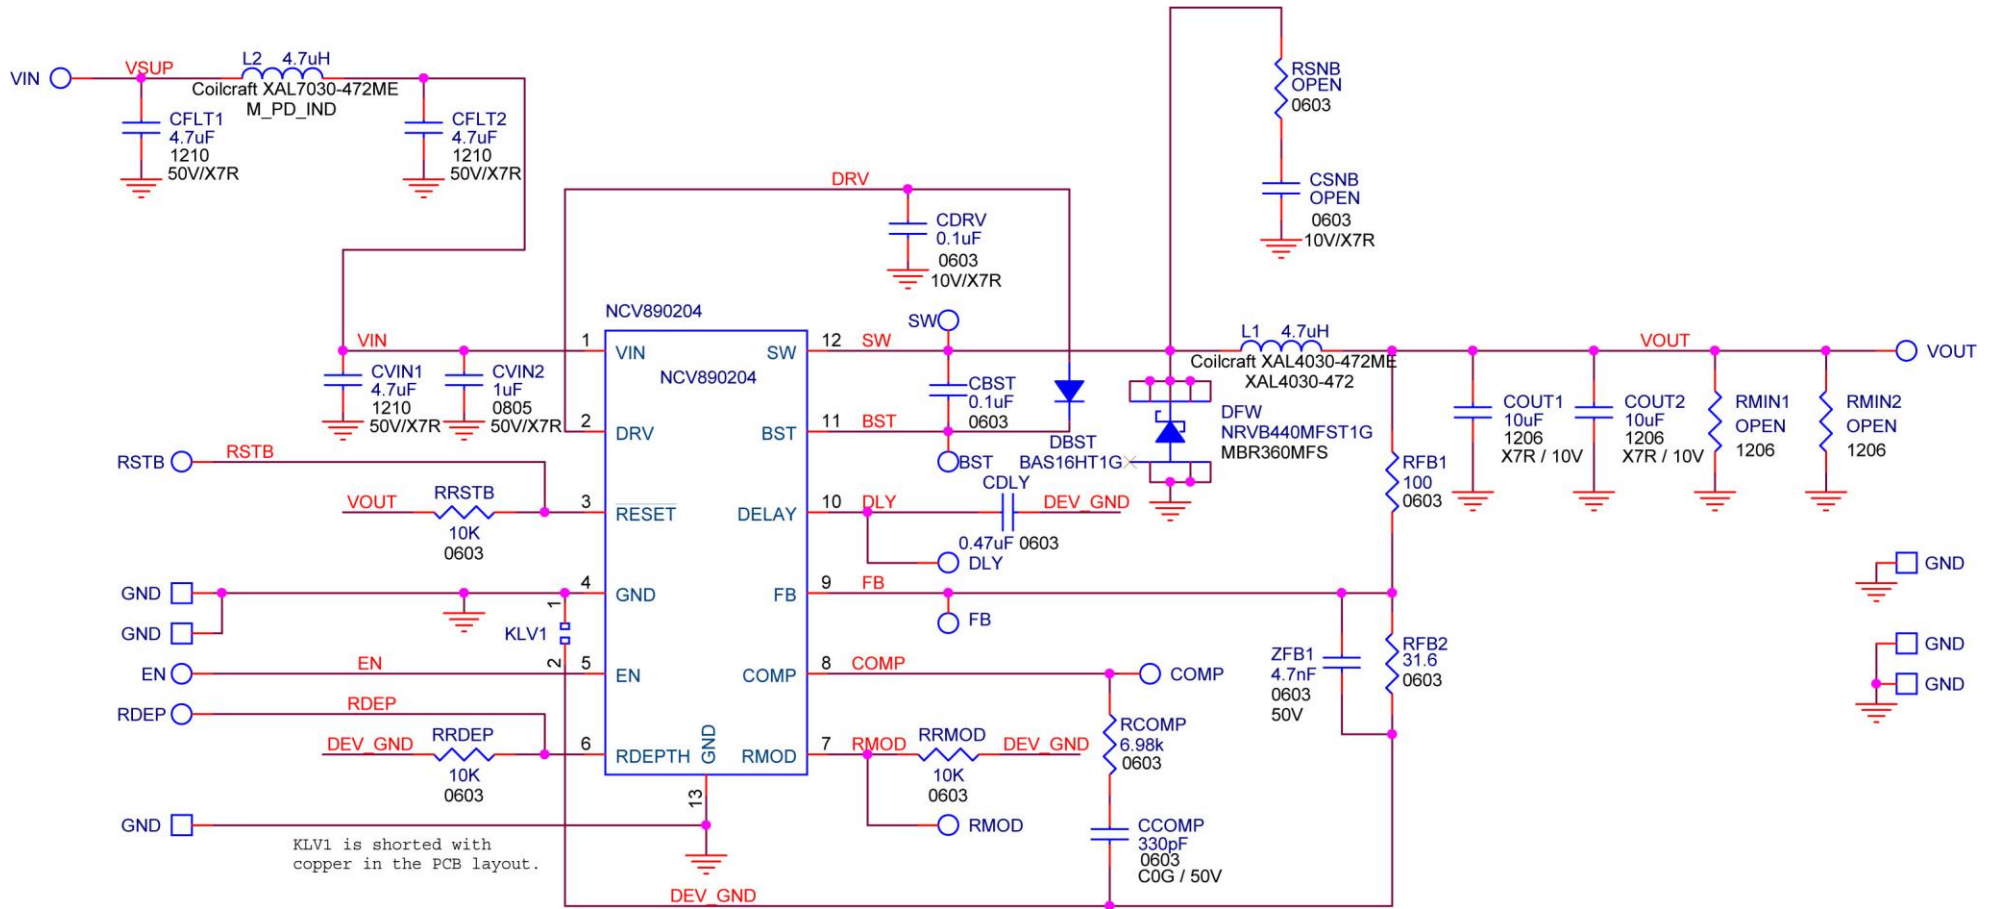 VIN
VSUP
L2 4.7uH
Coilcraft XAL7030-472ME
M_PD_IND
CFLT1
4.7uF
1210
50V/X7R
CFLT2
4.7uF
1210
50V/X7R
RSNB
OPEN
0603
CSNB
OPEN
0603
10V/X7R
DRV
CDRV
0.1uF
0603
10V/X7R
NCV890204
NCV890204
VIN
CVIN1
4.7uF
1210
50V/X7R
CVIN2
1uF
0805
50V/X7R
1
VIN
2
DRV
3
RESET
4
GND
5
EN
6
RDEPTH
GND
13
12
SW
11
BST
10
DELAY
9
FB
8
COMP
7
RMOD
SW
SW
CBST
0.1uF
0603
BST
BST
DBST
BAS16HT1G
L1 4.7uH
Coilcraft XAL4030-472ME
XAL4030-472
DFW
NRVB440MFST1G
MBR360MFS
VOUT
VOUT
COUT1
10uF
1206
X7R / 10V
COUT2
10uF
1206
X7R / 10V
RMIN1
OPEN
1206
RMIN2
OPEN
1206
RFB1
100
0603
RSTB
RSTB
VOUT
RRSTB
10K
0603
DLY
CDLY
DEV_GND
0.47uF 0603
DLY
GND
GND
1
KLV1
2
FB
FB
ZFB1
4.7nF
0603
50V
RFB2
31.6
0603
EN
EN
COMP
COMP
RCOMP
6.98k
0603
RDEP
RDEP
DEV_GND
RRDEP
10K
0603
RMOD
RRMOD
DEV_GND
10K
0603
RMOD
CCOMP
330pF
0603
C0G / 50V
GND
KLV1 is shorted with
copper in the PCB layout.
DEV_GND
GND
GND
GND